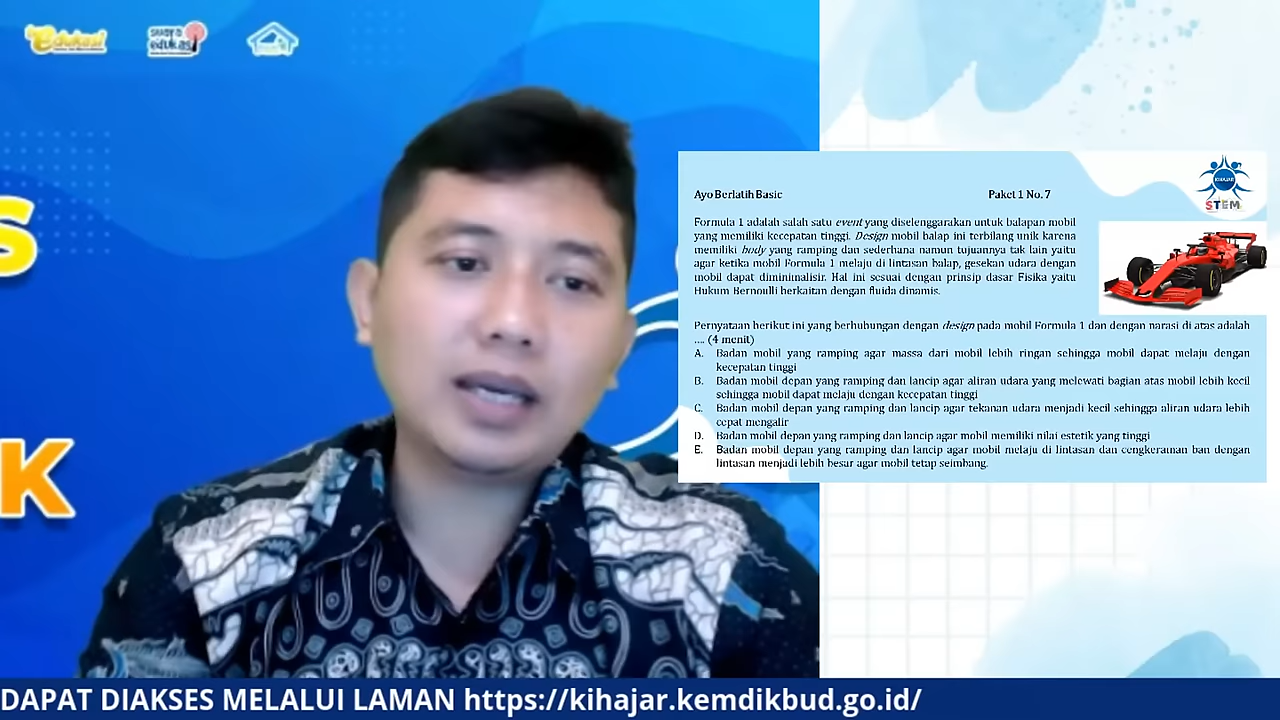 eDukasi
edukasi
S
K
Ayo Berlatih Basic
Paket 1 No. 7
KIHAJAR
STEM
Formula 1 adalah salah satu event yang diselenggarakan untuk balapan mobil
yang memiliki kecepatan tinggi. Design mobil balap ini terbilang unik karena
memiliki body yang ramping dan sederhana namun tujuannya tak lain yaitu
agar ketika mobil Formula 1 melaju di lintasan balap, gesekan udara dengan
mobil dapat dimininalisir. Hal ini sesuai dengan prinsip dasar Fisika yaitu
Hukum Bernoulli berkaitan dengan fluida dinamis.
Pernyataan berikut ini yang berhubungan dengan design pada mobil Formula 1 dan dengan narasi di atas adalah
.... (4 menit)
A. Badan mobil yang ramping agar massa dari mobil lebih ringan sehingga mobil dapat melaju dengan
kecepatan tinggi
B. Badan mobil depan yang ramping dan lancip agar aliran udara yang melewati bagian atas mobil lebih kecil
sehingga mobil dapat melaju dengan kecepatan tinggi
C. Badan mobil depan yang ramping dan lancip agar tekanan udara menjadi kecil sehingga aliran udara lebih
cepat mengalir
D. Badan mobil depan yang ramping dan lancip agar mobil memiliki nilai estetik yang tinggi
E. Badan mobil depan yang ramping dan lancip agar mobil melaju di lintasan dan cengkeraman ban dengan
lintasan menjadi lebih besar agar mobil tetap seimbang.
DAPAT DIAKSES MELALUI LAMAN https://kihajar.kemdikbud.go.id/